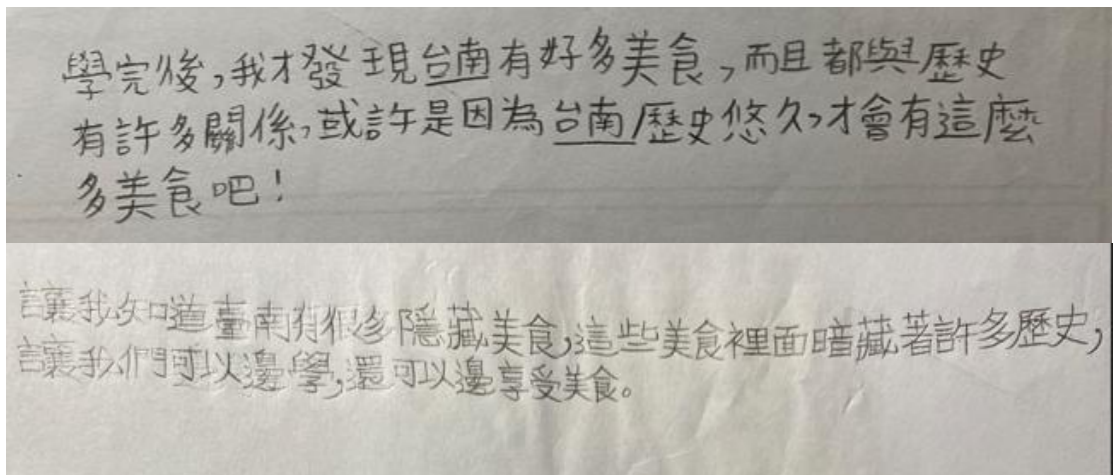 學完後,我才發現台南有好多美食,而且都與歷史
有許多關係,或許是因為台南歷史悠久,才會有這麼
多美食吧!
讓我知道臺南有很多隱藏美食,這些美食裡面暗藏著許多歷史,
讓我們可以邊學,還可以邊享受美食。